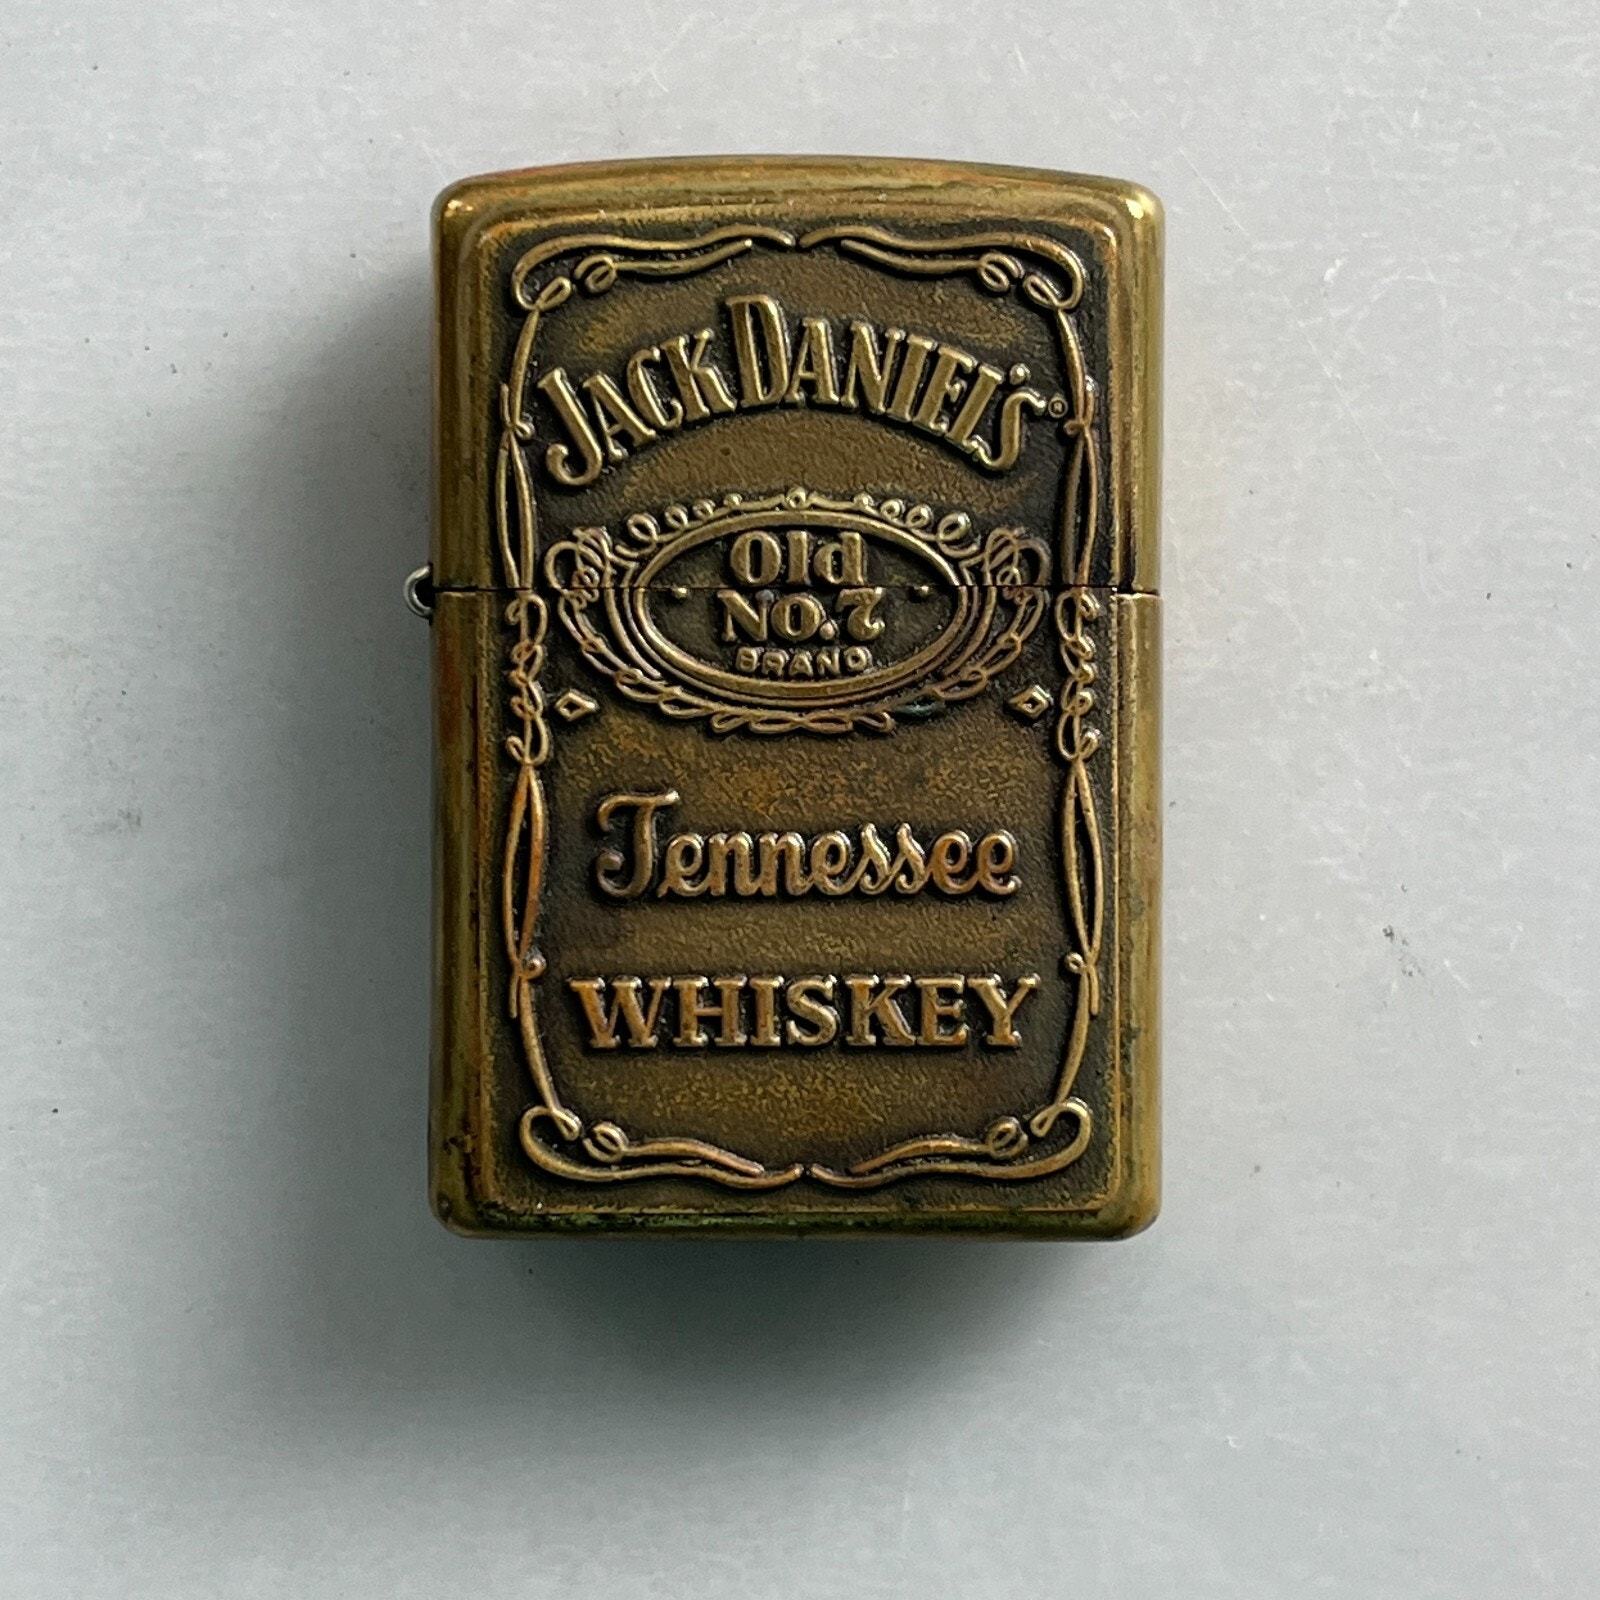 JACK DANIEL'S®
Old
No.7
BRAND
Tennessee
WHISKEY